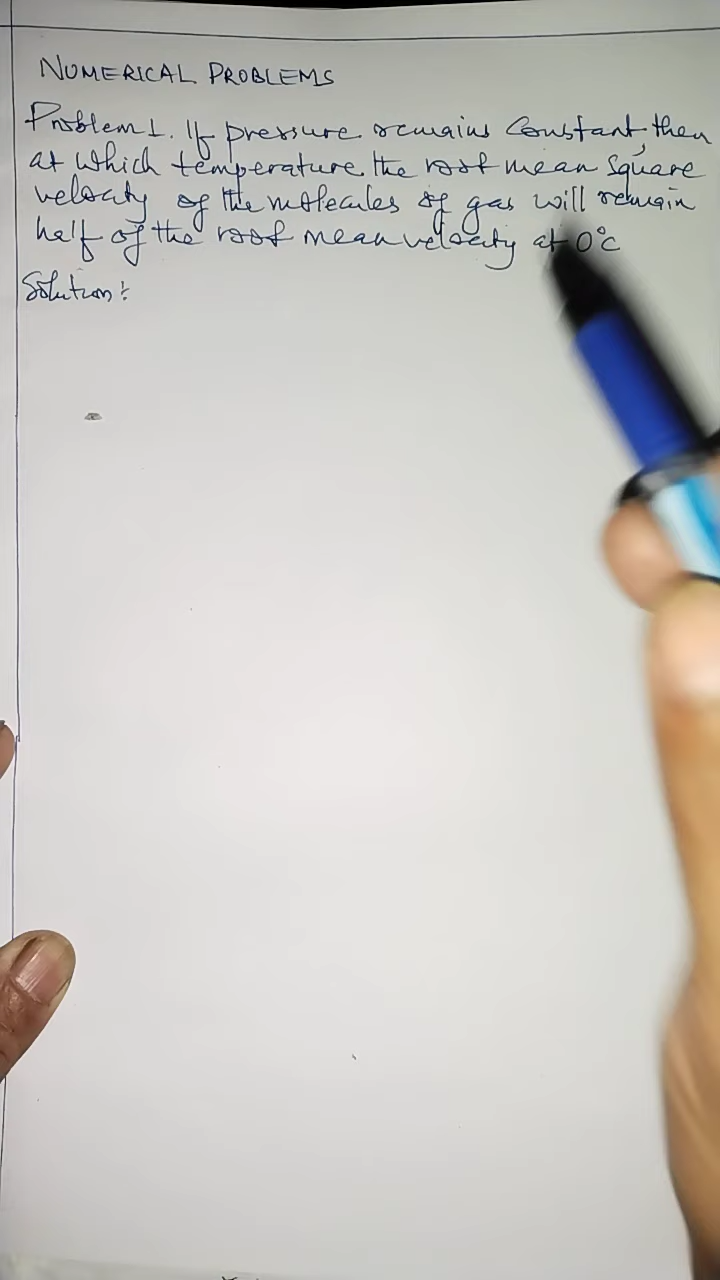 NUMERICAL PROBLEMS
Problem 1. If pressure remains constant, then
at which temperature the root mean square
velocity of the molecules of gas will remain
half of the root mean velocity at 0°C
Solution: